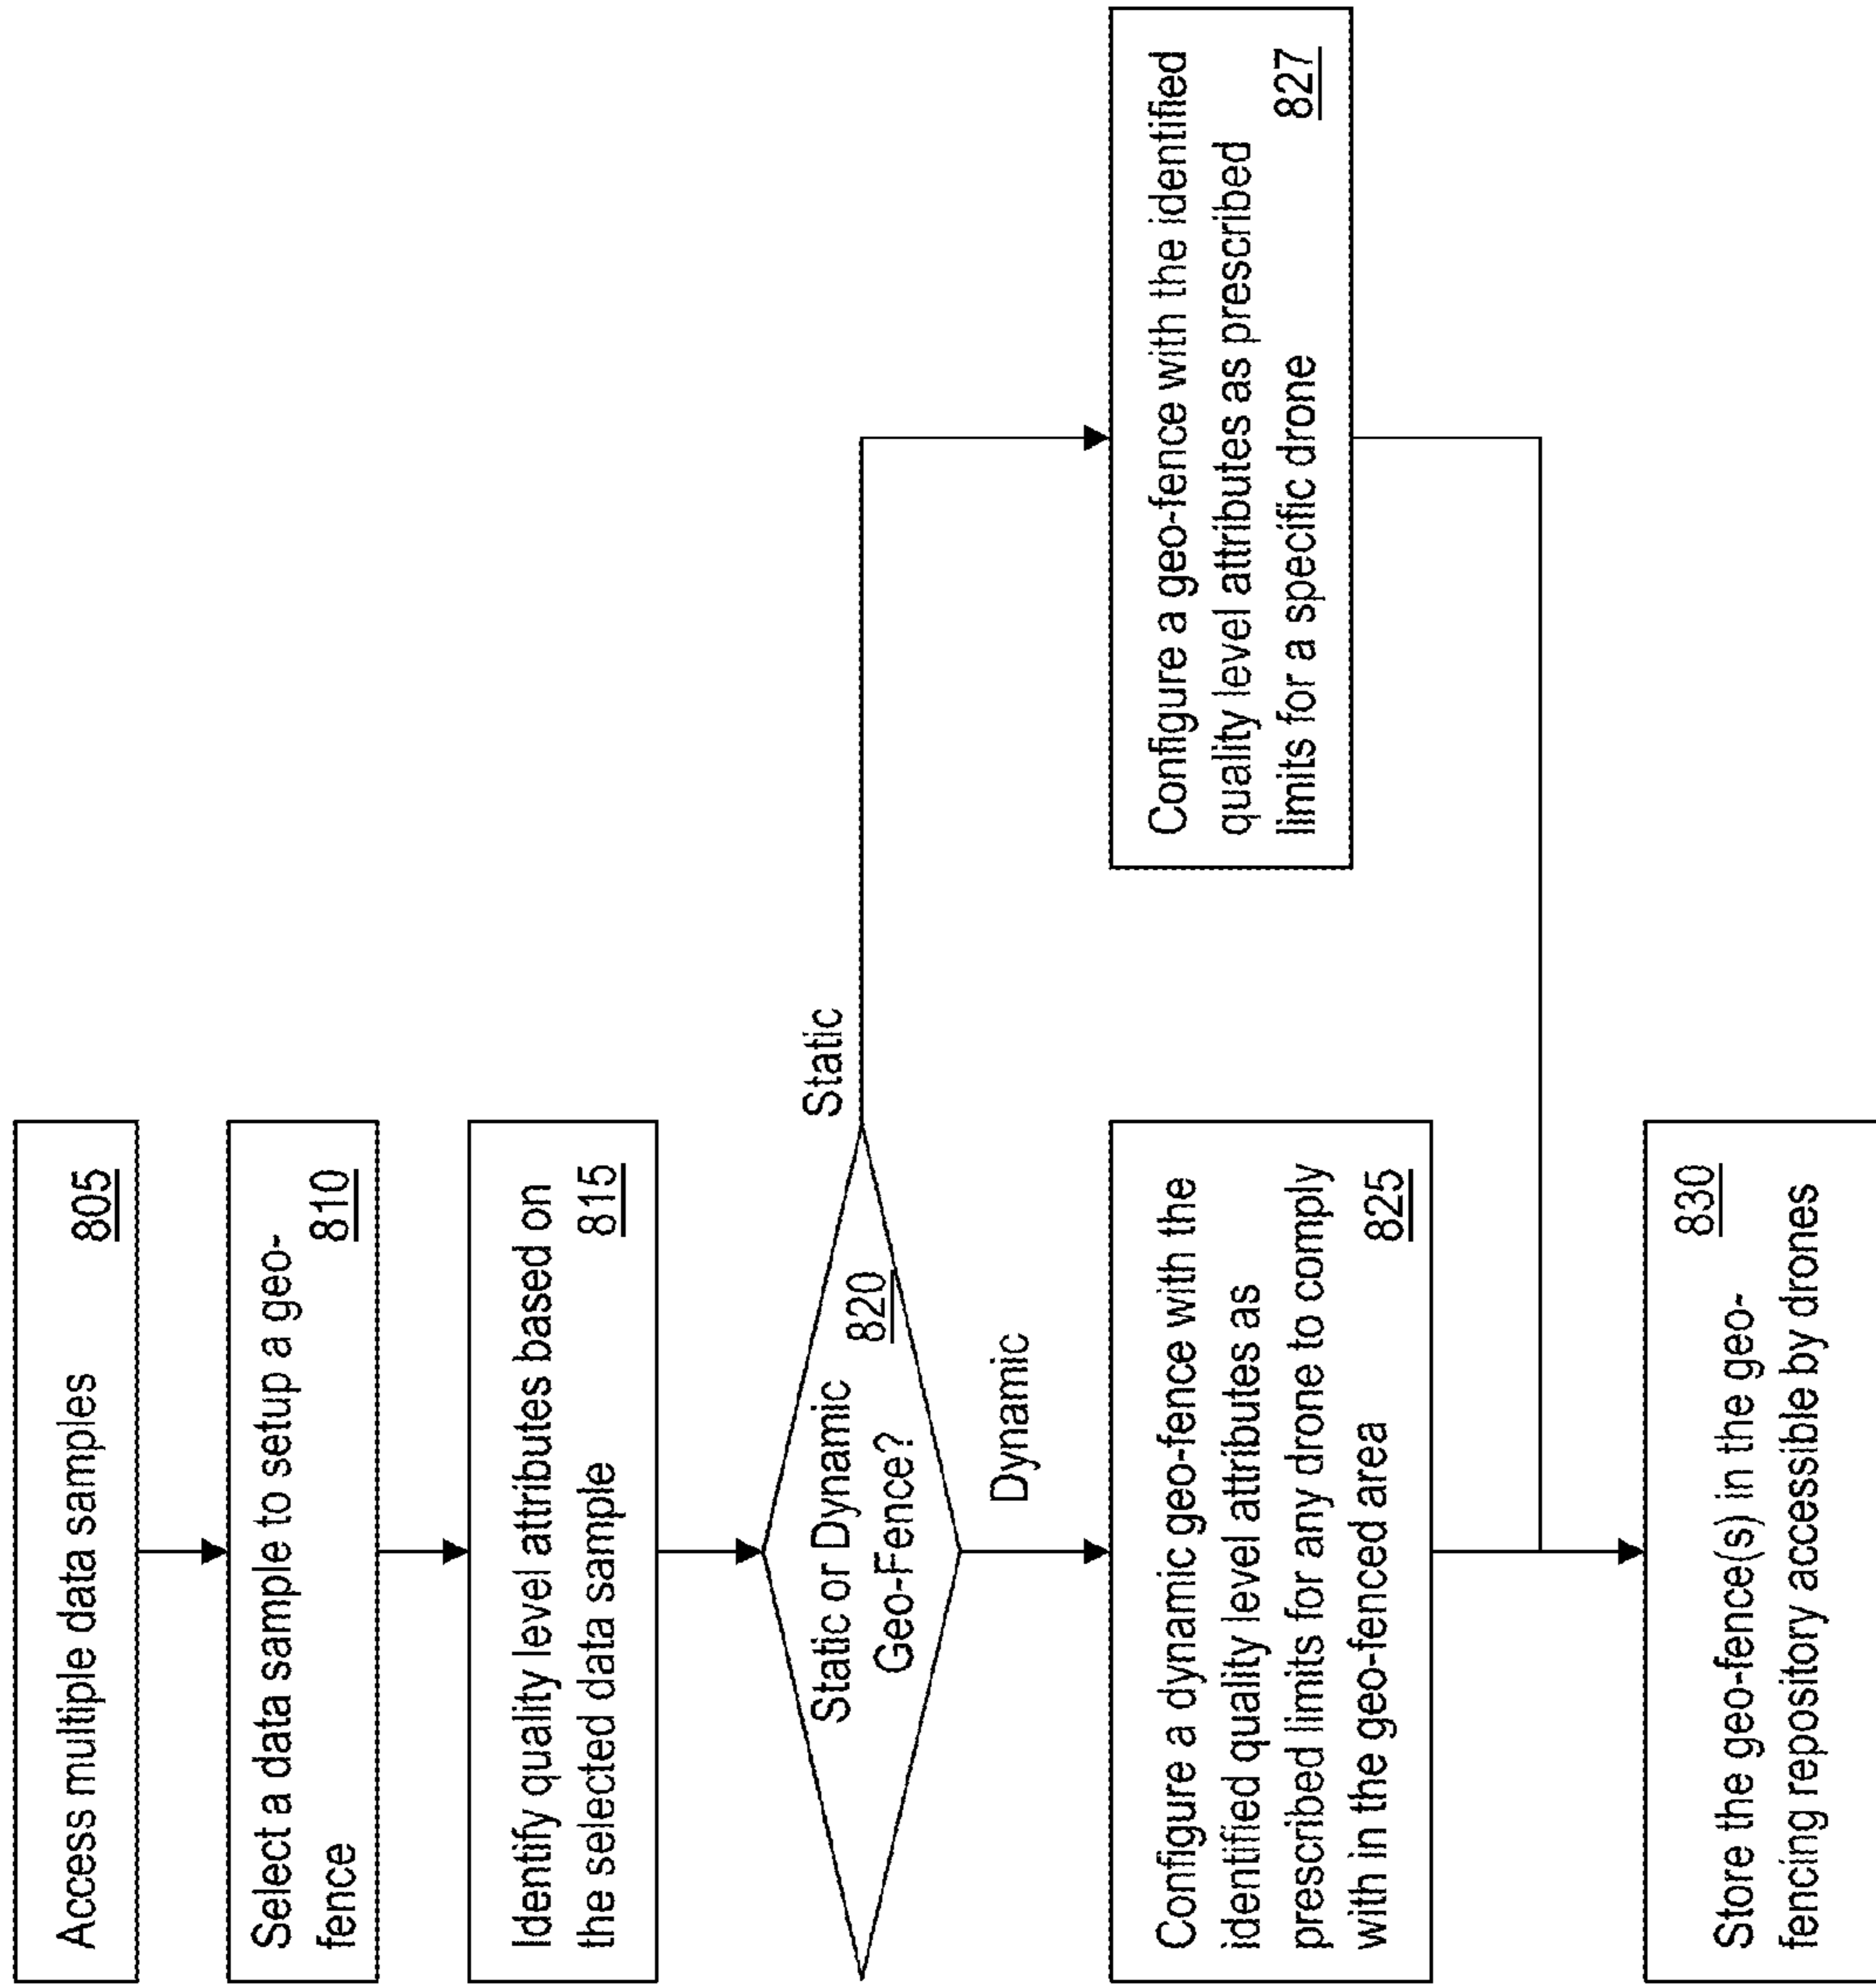 Access multiple data samples
805
Select a data sample to setup a geo-
fence
810
Identify quality level attributes based on
the selected data sample
815
Static or Dynamic
Geo-Fence?
820
Static
Dynamic
Configure a dynamic geo-fence with the
identified quality level attributes as
prescribed limits for any drone to comply
with in the geo-fenced area
825
Configure a geo-fence with the identified
quality level attributes as prescribed
limits for a specific drone
827
830
Store the geo-fence(s) in the geo-
fencing repository accessible by drones